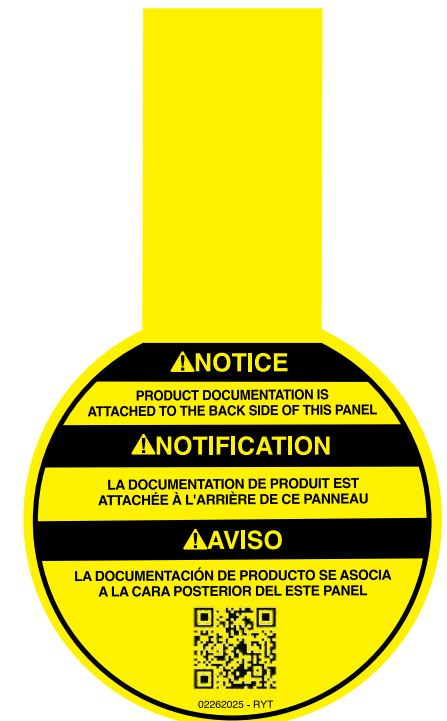 ⚠NOTICE
PRODUCT DOCUMENTATION IS
ATTACHED TO THE BACK SIDE OF THIS PANEL
⚠NOTIFICATION
LA DOCUMENTATION DE PRODUIT EST
ATTACHÉE À L'ARRIÈRE DE CE PANNEAU
⚠AVISO
LA DOCUMENTACIÓN DE PRODUCTO SE ASOCIA
A LA CARA POSTERIOR DEL ESTE PANEL
02262025 - RYT